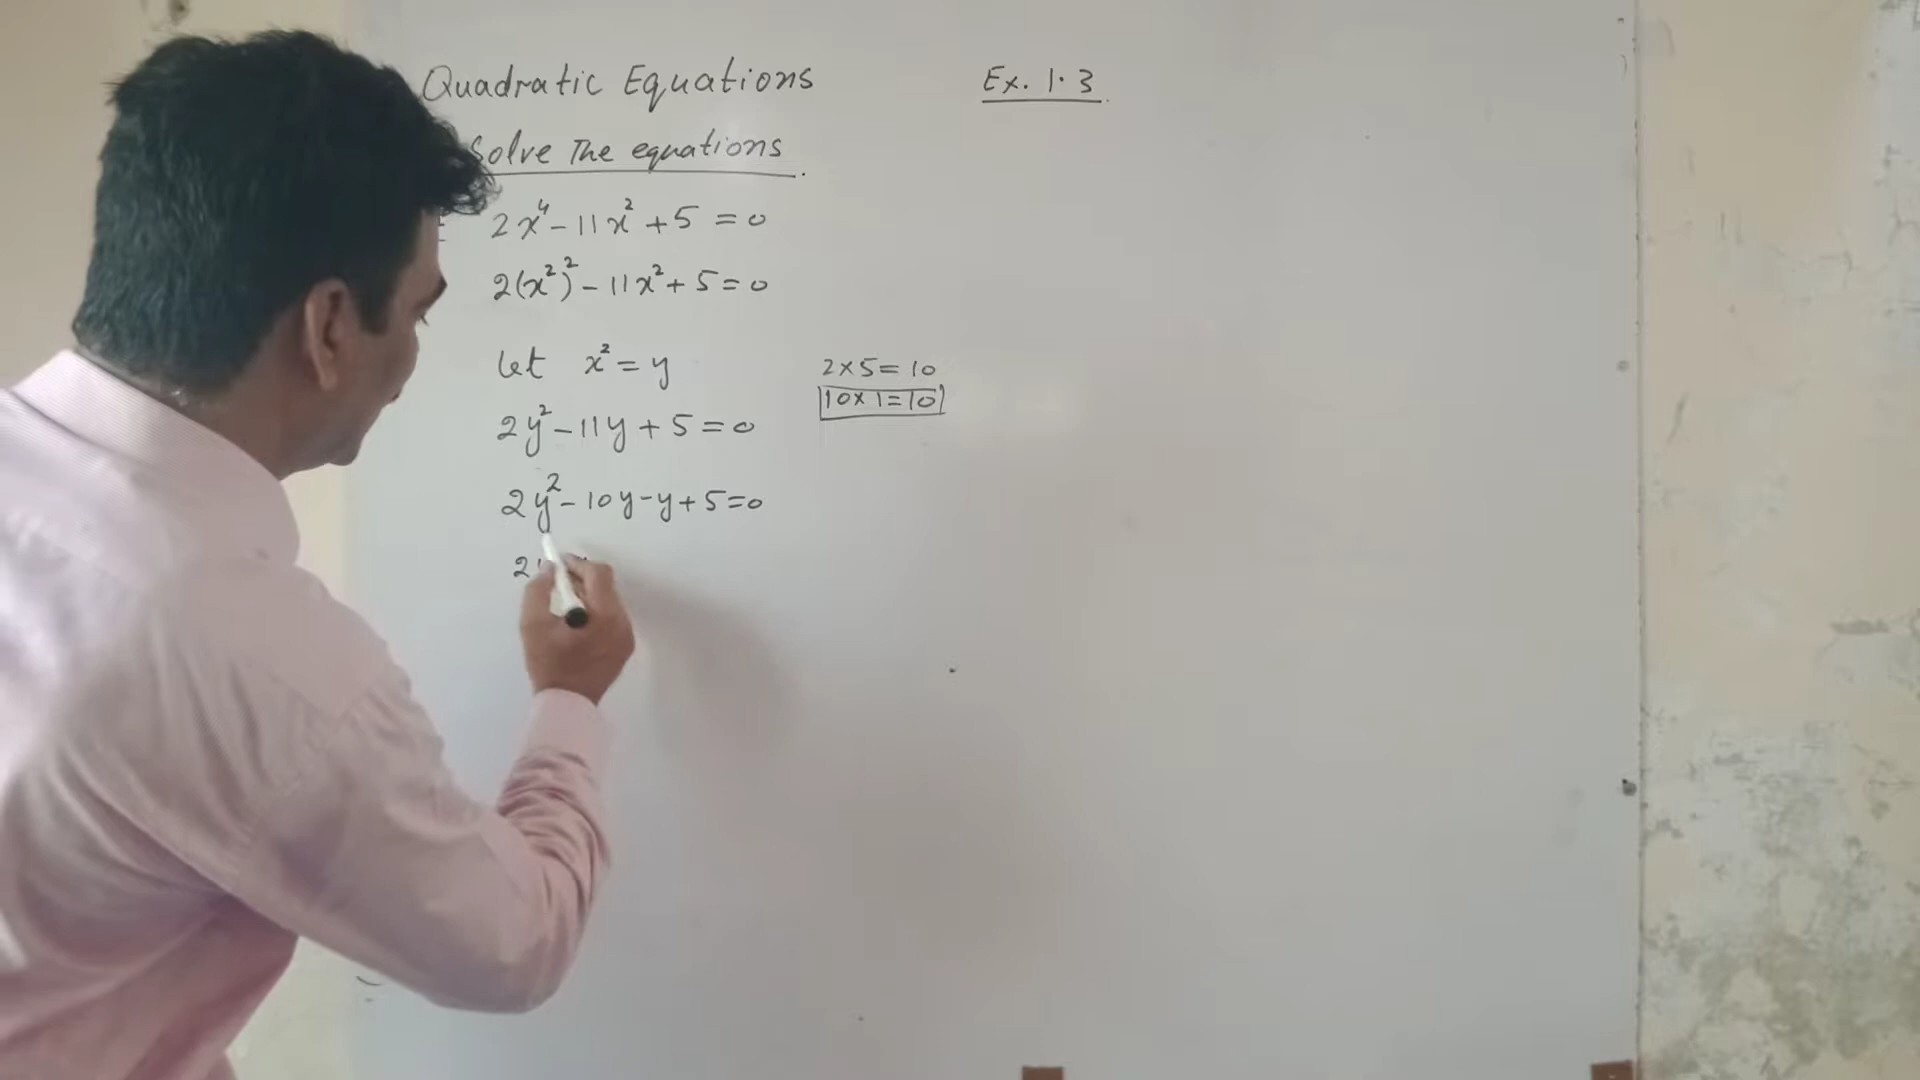 Quadratic Equations
Ex. 1.3
Solve The equations
2x⁴ - 11x² + 5 = 0
2(x²)² - 11x² + 5 = 0
Let x² = y
2 × 5 = 10
10 × 1 = 10
2y² - 11y + 5 = 0
2y² - 10y - y + 5 = 0
2